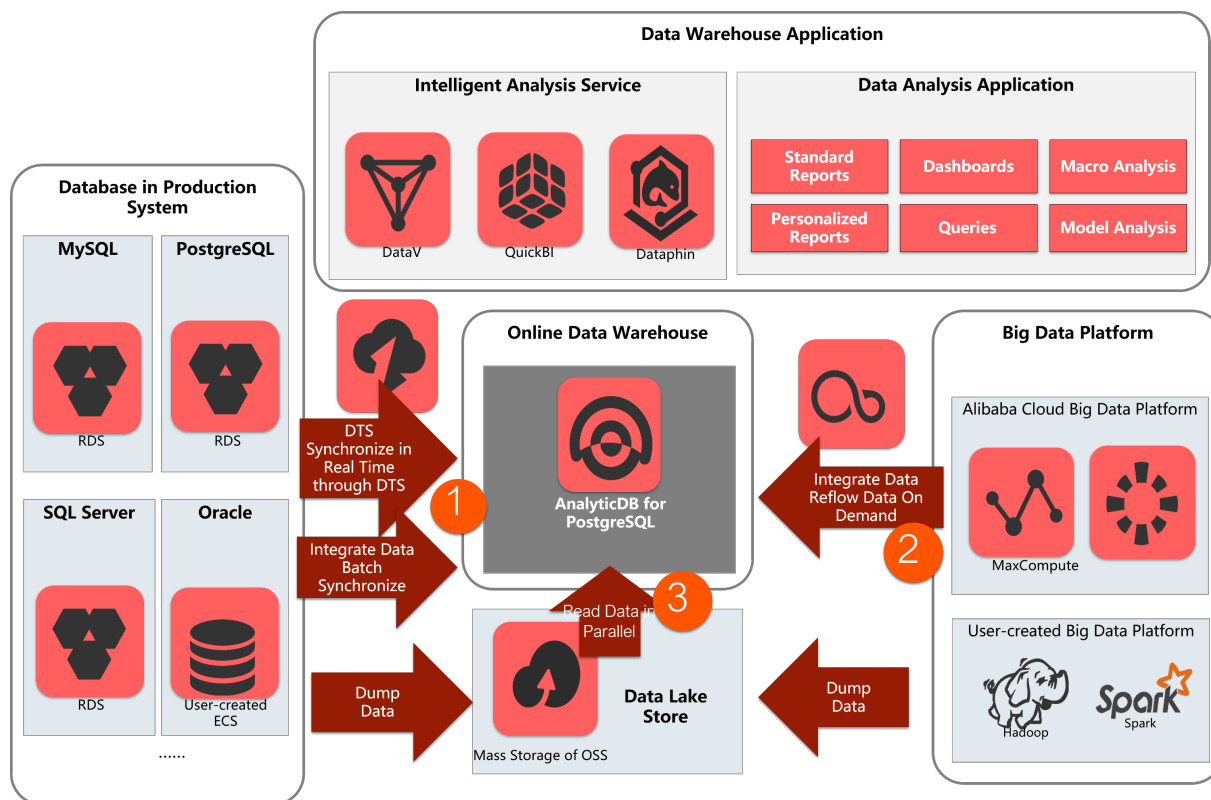 Data Warehouse Application
Intelligent Analysis Service
DataV
QuickBI
Dataphin
Data Analysis Application
Standard
Reports
Dashboards
Macro Analysis
Personalized
Reports
Queries
Model Analysis
Database in Production
System
MySQL
RDS
PostgreSQL
RDS
SQL Server
RDS
Oracle
User-created
ECS
......
DTS
Synchronize in
Real Time
through DTS
Integrate Data
Batch
Synchronize
1
Dump
Data
Online Data Warehouse
AnalyticDB for
PostgreSQL
3
Read Data in
Parallel
Data Lake
Store
Mass Storage of OSS
Integrate Data
Reflow Data On
Demand
2
Dump
Data
Big Data Platform
Alibaba Cloud Big Data Platform
MaxCompute
User-created Big Data Platform
Hadoop
Spark
Spark